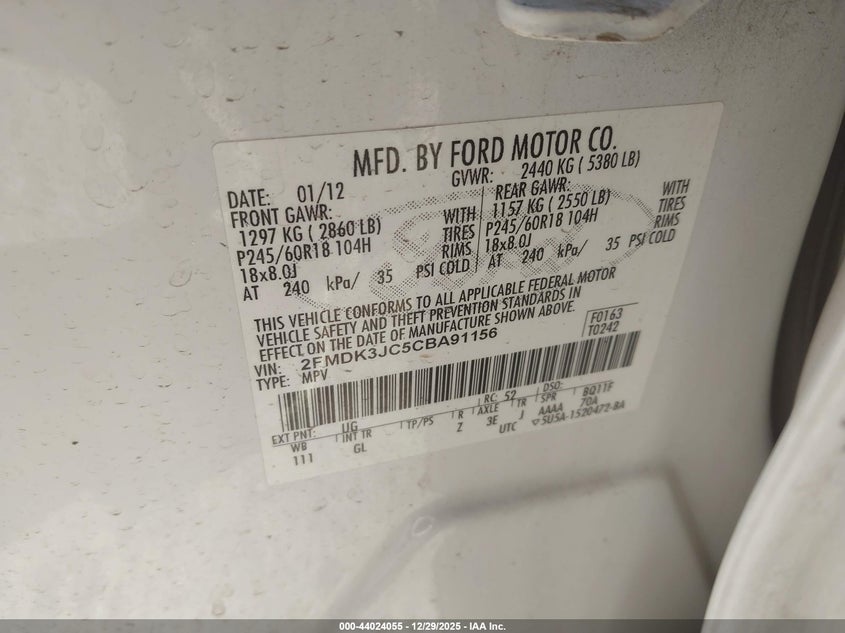 MFD. BY FORD MOTOR CO.
DATE: 01/12
GVWR: 2440 KG ( 5380 LB)
FRONT GAWR:
1297 KG ( 2860 LB) WITH
P245/60R18 104H TIRES
18x8.0J RIMS
AT 240 kPa/ 35 PSI COLD
REAR GAWR: WITH
1157 KG ( 2550 LB) TIRES
P245/60R18 104H RIMS
18x8.0J
AT 240 kPa/ 35 PSI COLD
THIS VEHICLE CONFORMS TO ALL APPLICABLE FEDERAL MOTOR
VEHICLE SAFETY AND THEFT PREVENTION STANDARDS IN
EFFECT ON THE DATE OF MANUFACTURE SHOWN ABOVE.
VIN: 2FMDK3JC5CBA91156
TYPE: MPV
F0163
T0242
EXT PNT: UG RC: 52 DSO:
WB INT TR TP/PS R AXLE TR SPR BQ11F
111 GL Z 3E J AAAA 70A
UTC ▽5U5A-1520472-BA
000-44024055 - 12/29/2025 - IAA Inc.